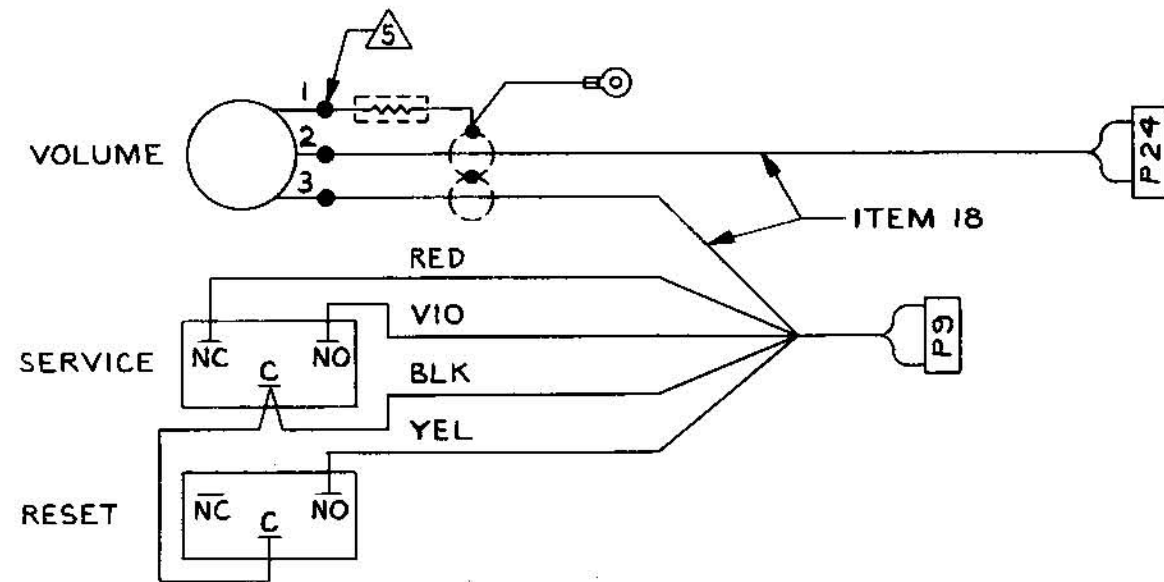 5
1
VOLUME
2
3
P24
ITEM 18
RED
VIO
P9
SERVICE
NC
NO
C
BLK
YEL
RESET
NC
NO
C